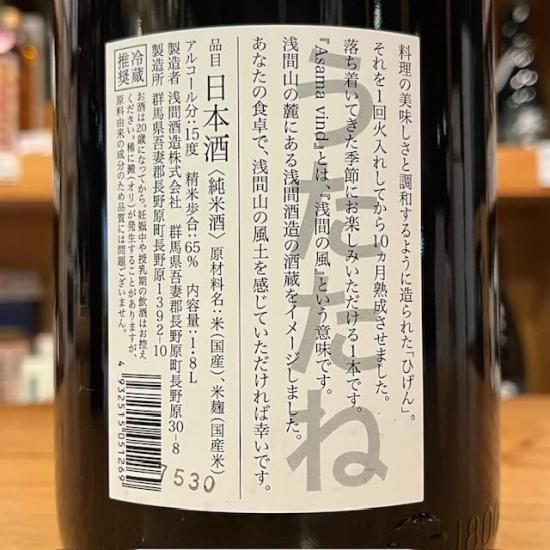 うたたね
料理の美味しさと調和するように造られた「ひげん」。
それを1回火入れしてから10ヵ月熟成させました。
落ち着いてきた季節にお楽しみいただける1本です。
『Asama vind』とは、『浅間の風』という意味です。
浅間山の麓にある浅間酒造の酒蔵をイメージしました。
あなたの食卓で、浅間山の風土を感じていただければ幸いです。
品目 日本酒〈純米酒〉 原材料名:米(国産)、米麹(国産米)
アルコール分:15度 精米歩合:65% 内容量:1.8L
製造者 浅間酒造株式会社 群馬県吾妻郡長野原町長野原30-8
製造所 群馬県吾妻郡長野原町長野原1392-10
冷蔵推奨
お酒は20歳になってから。妊娠中や授乳期の飲酒はお控え
ください。稀に澱(オリ)が発生することがありますが、
原料由来の成分のため品質には問題ございません。
4932515051269
7530
1800